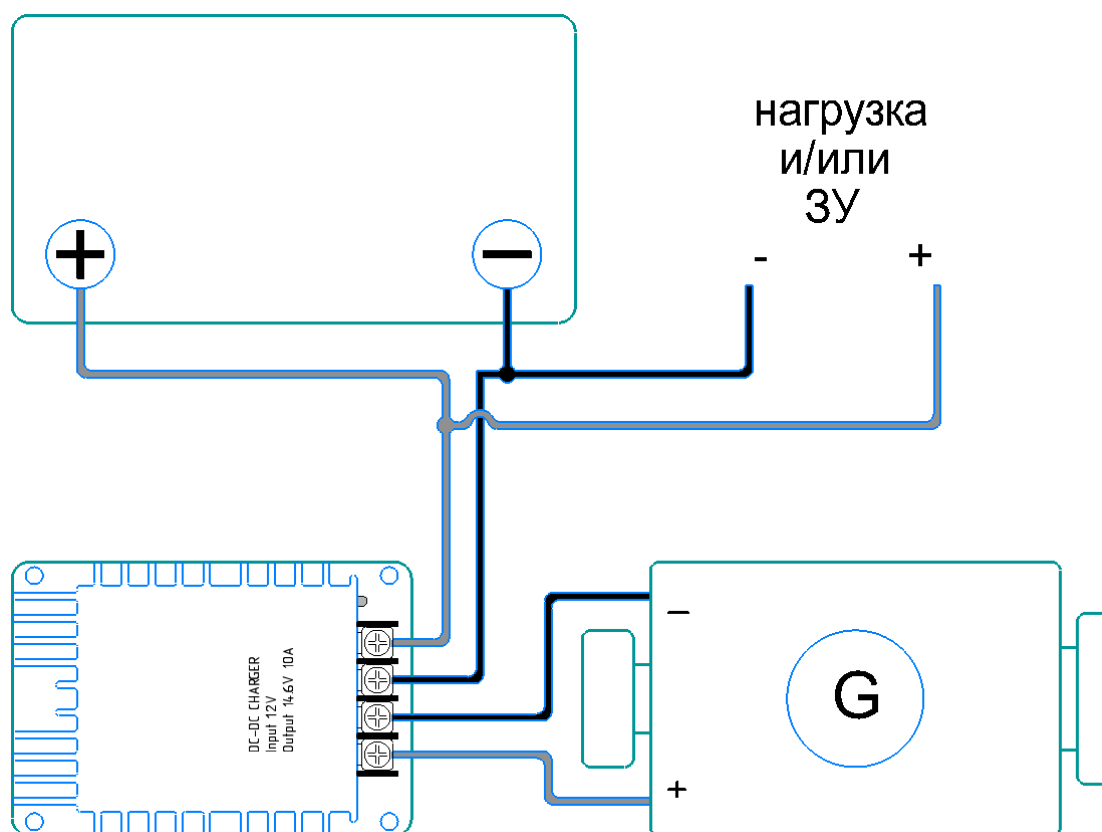 нагрузка
и/или
ЗУ
+
−
-
+
DC-DC CHARGER
Input 12V
Output 14.6V 10A
−
G
+